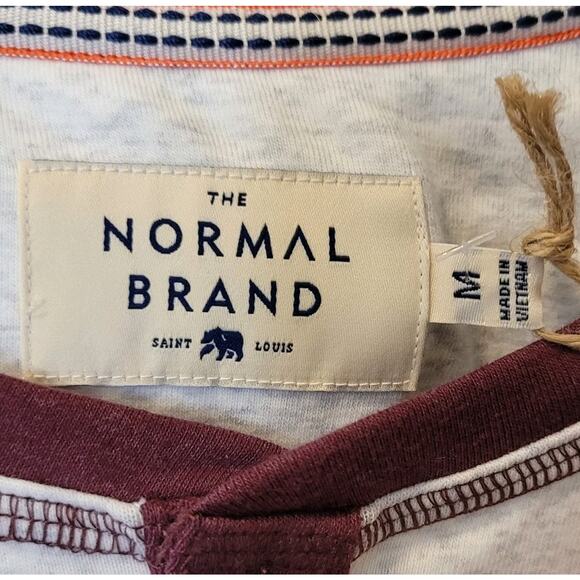 THE
NORMAL
BRAND
SAINT LOUIS
M
MADE IN
VIETNAM